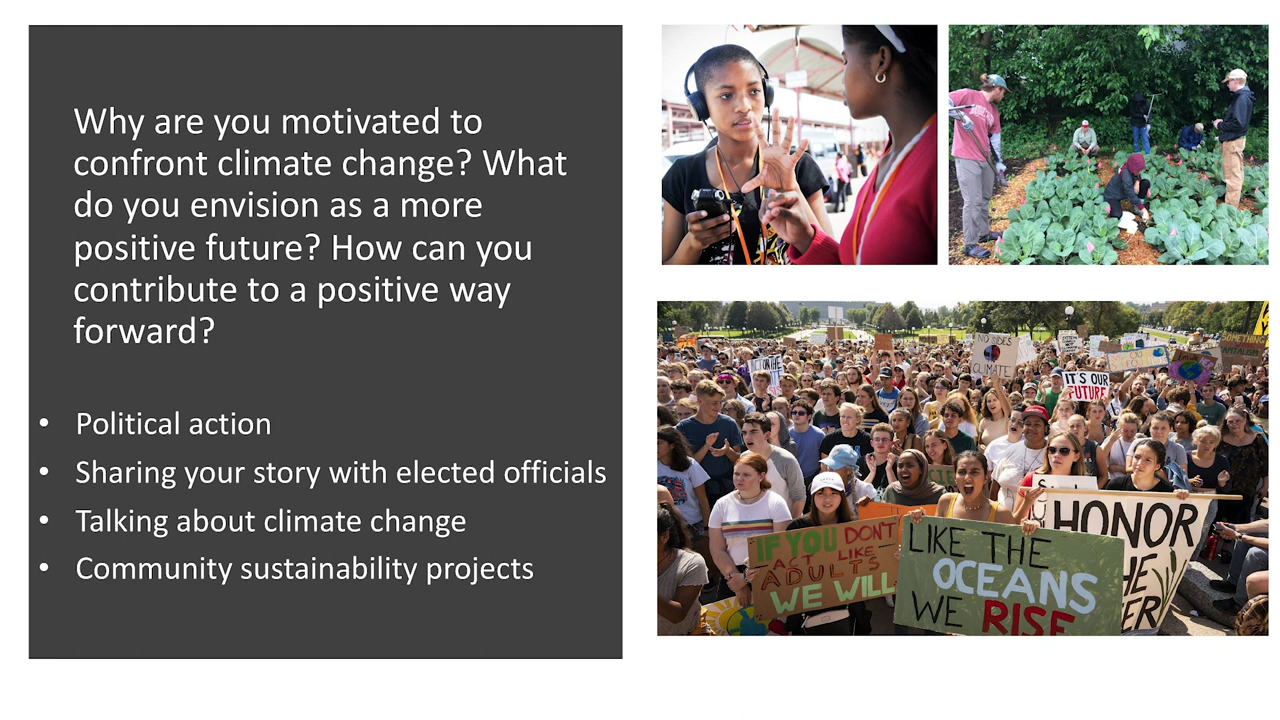 Why are you motivated to
confront climate change? What
do you envision as a more
positive future? How can you
contribute to a positive way
forward?
• Political action
• Sharing your story with elected officials
• Talking about climate change
• Community sustainability projects
NO SIDES
CLIMATE
IT'S OUR
FUTURE
SOMETHING
IF YOU DON'T
ACT LIKE
ADULTS
WE WILL
LIKE THE
OCEANS
WE RISE
HONOR